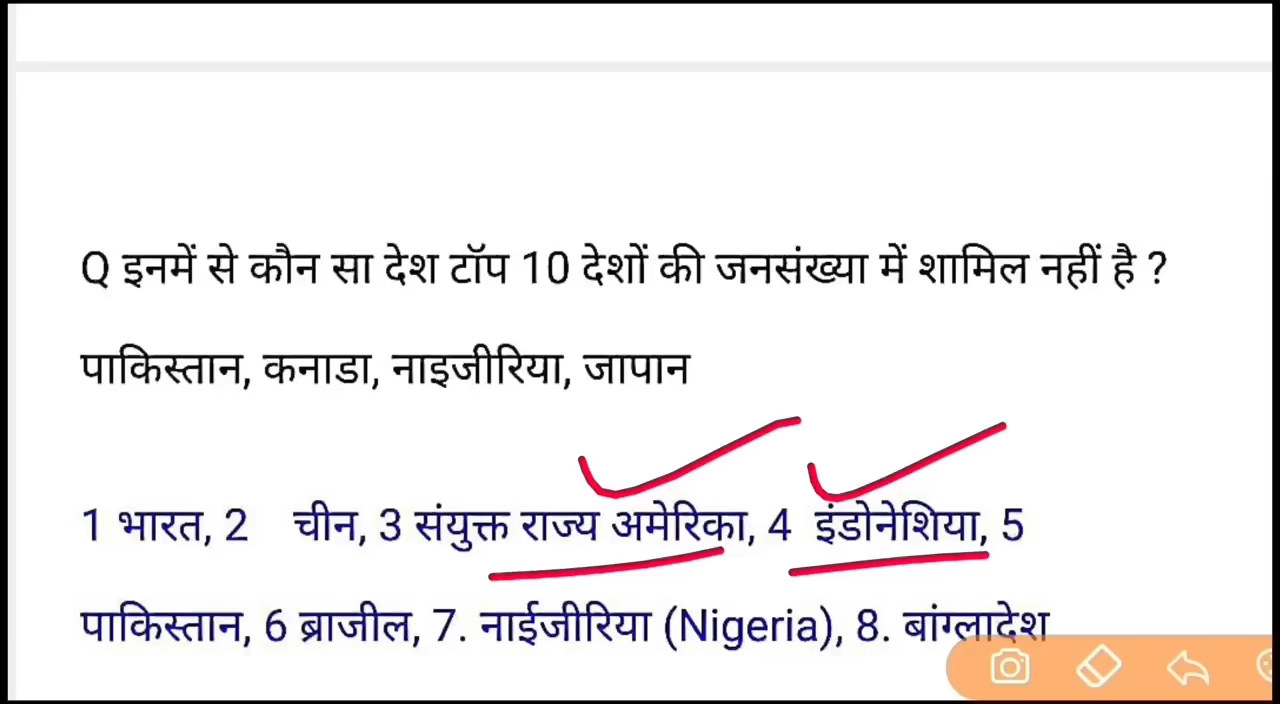 Q इनमें से कौन सा देश टॉप 10 देशों की जनसंख्या में शामिल नहीं है ?
पाकिस्तान, कनाडा, नाइजीरिया, जापान
1 भारत, 2 चीन, 3 संयुक्त राज्य अमेरिका, 4 इंडोनेशिया, 5
पाकिस्तान, 6 ब्राजील, 7. नाईजीरिया (Nigeria), 8. बांग्लादेश